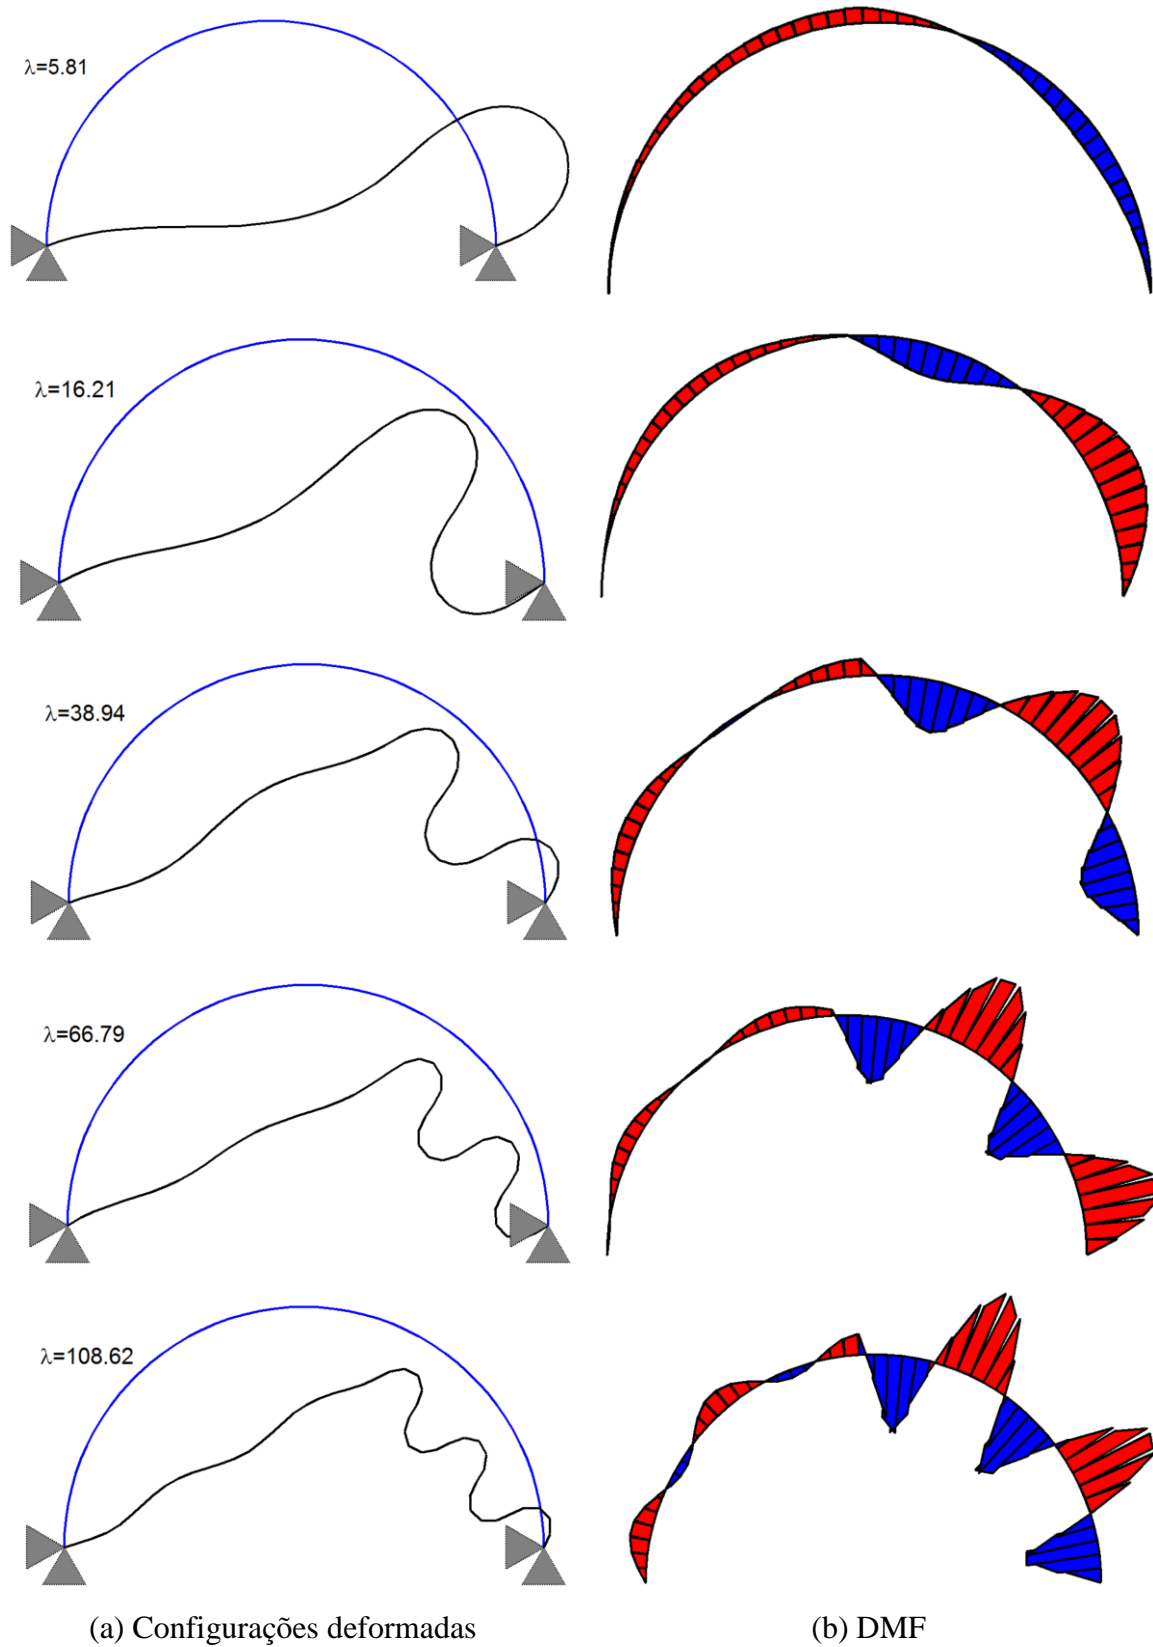 λ=5.81
λ=16.21
λ=38.94
λ=66.79
λ=108.62
(a) Configurações deformadas
(b) DMF